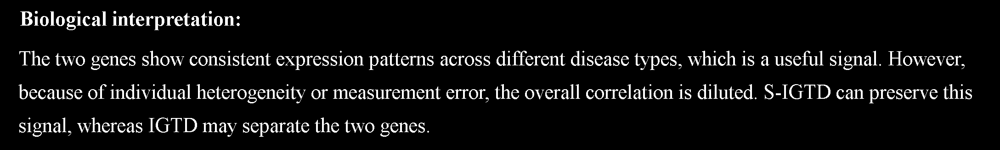 Biological interpretation:
The two genes show consistent expression patterns across different disease types, which is a useful signal. However,
because of individual heterogeneity or measurement error, the overall correlation is diluted. S-IGTD can preserve this
signal, whereas IGTD may separate the two genes.